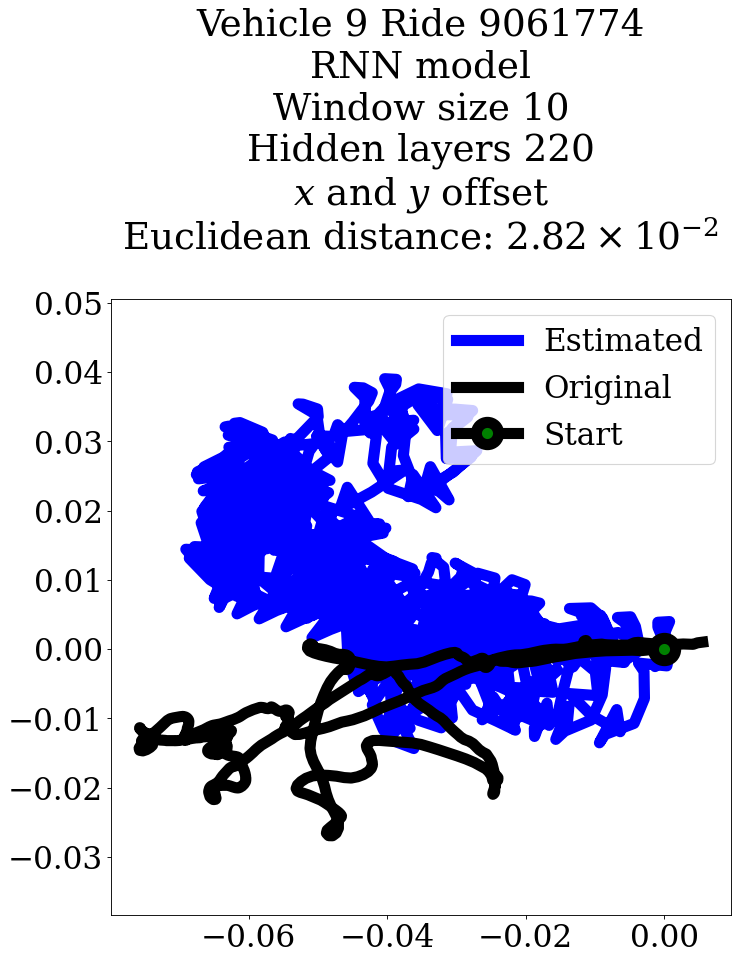 Vehicle 9 Ride 9061774
RNN model
Window size 10
Hidden layers 220
x and y offset
Euclidean distance: 2.82 × 10⁻²
0.05
0.04
0.03
0.02
0.01
0.00
−0.01
−0.02
−0.03
Estimated
Original
Start
−0.06 −0.04 −0.02 0.00